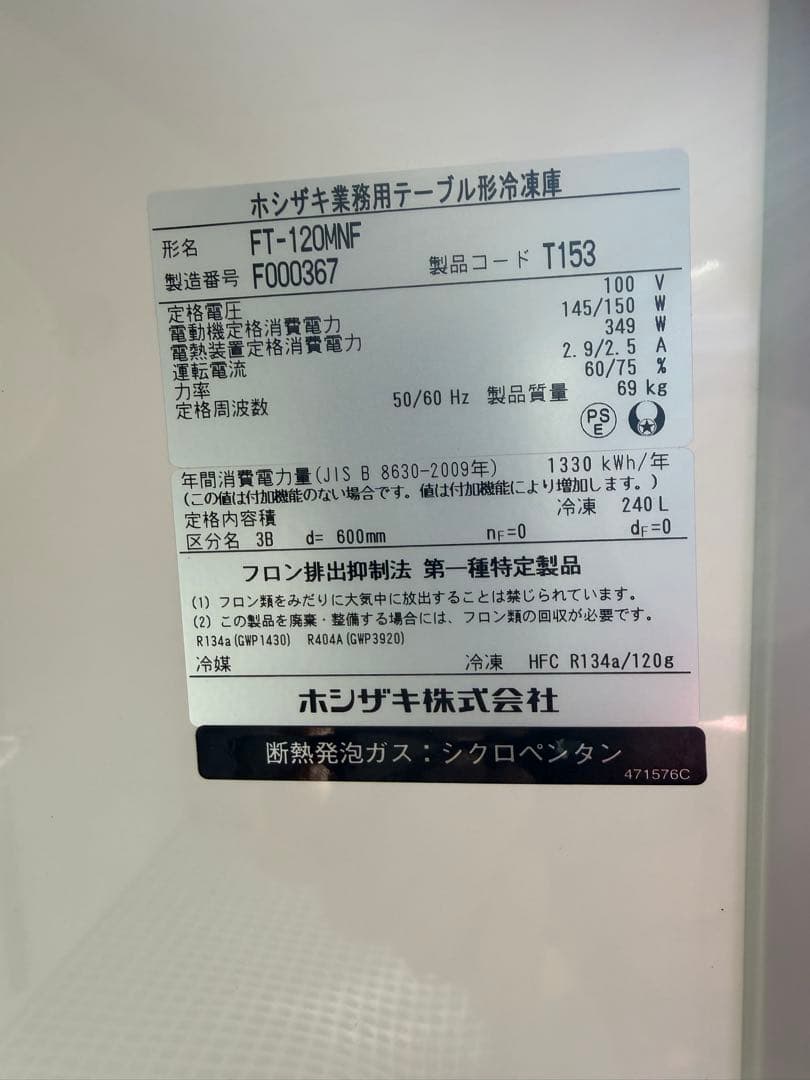 ホシザキ業務用テーブル形冷凍庫
形名 FT-120MNF
製造番号 F000367 製品コード T153
定格電圧 100 V
電動機定格消費電力 145/150 W
電熱装置定格消費電力 349 W
運転電流 2.9/2.5 A
力率 60/75 %
定格周波数 50/60 Hz 製品質量 69 kg
PS
E
年間消費電力量(JIS B 8630-2009年) 1330 kWh/年
(この値は付加機能のない場合です。値は付加機能により増加します。)
定格内容積 冷凍 240 L
区分名 3B d= 600mm nF=0 dF=0
フロン排出抑制法 第一種特定製品
(1) フロン類をみだりに大気中に放出することは禁じられています。
(2) この製品を廃棄・整備する場合には、フロン類の回収が必要です。
R134a(GWP1430) R404A(GWP3920)
冷媒 冷凍 HFC R134a/120g
ホシザキ株式会社
断熱発泡ガス:シクロペンタン
471576C